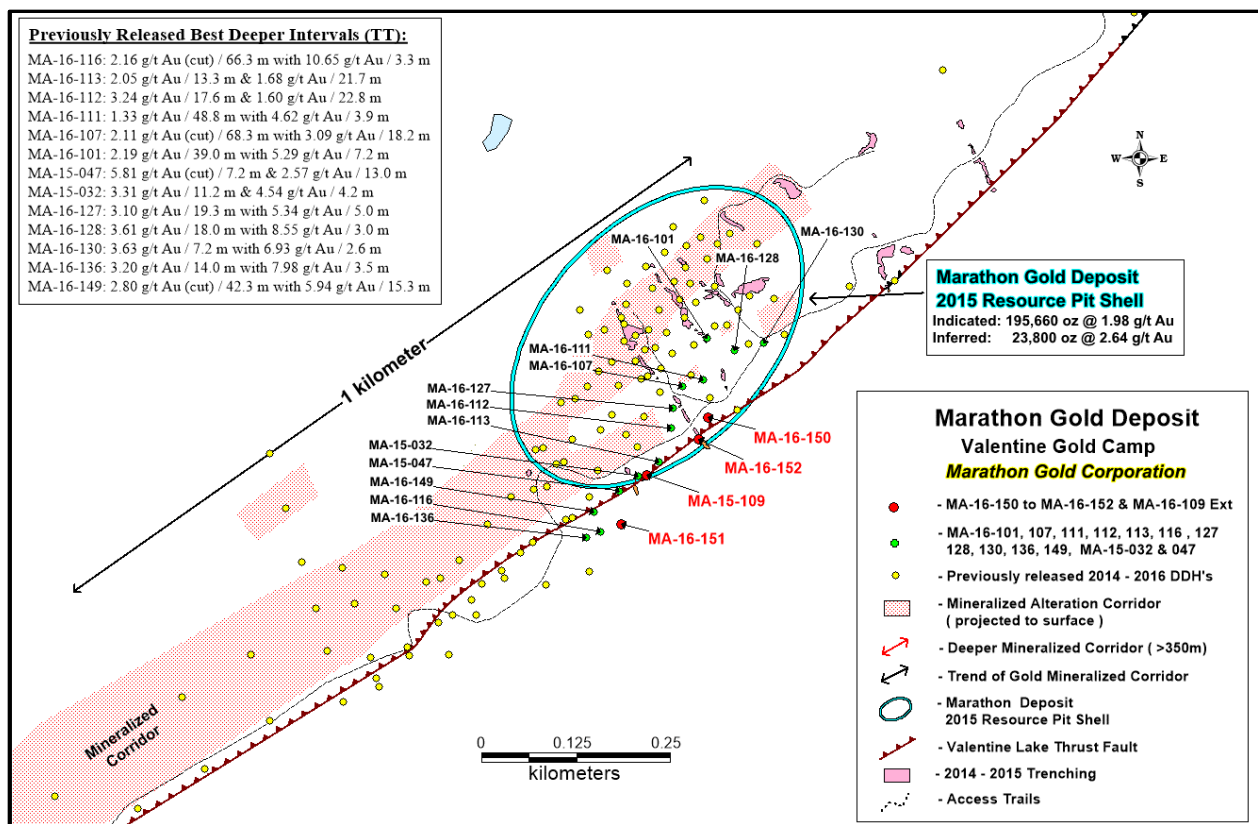 Previously Released Best Deeper Intervals (TT):
MA-16-116: 2.16 g/t Au (cut) / 66.3 m with 10.65 g/t Au / 3.3 m
MA-16-113: 2.05 g/t Au / 13.3 m & 1.68 g/t Au / 21.7 m
MA-16-112: 3.24 g/t Au / 17.6 m & 1.60 g/t Au / 22.8 m
MA-16-111: 1.33 g/t Au / 48.8 m with 4.62 g/t Au / 3.9 m
MA-16-107: 2.11 g/t Au (cut) / 68.3 m with 3.09 g/t Au / 18.2 m
MA-16-101: 2.19 g/t Au / 39.0 m with 5.29 g/t Au / 7.2 m
MA-15-047: 5.81 g/t Au (cut) / 7.2 m & 2.57 g/t Au / 13.0 m
MA-15-032: 3.31 g/t Au / 11.2 m & 4.54 g/t Au / 4.2 m
MA-16-127: 3.10 g/t Au / 19.3 m with 5.34 g/t Au / 5.0 m
MA-16-128: 3.61 g/t Au / 18.0 m with 8.55 g/t Au / 3.0 m
MA-16-130: 3.63 g/t Au / 7.2 m with 6.93 g/t Au / 2.6 m
MA-16-136: 3.20 g/t Au / 14.0 m with 7.98 g/t Au / 3.5 m
MA-16-149: 2.80 g/t Au (cut) / 42.3 m with 5.94 g/t Au / 15.3 m
N
W E
S
MA-16-130
MA-16-101
MA-16-128
Marathon Gold Deposit
2015 Resource Pit Shell
Indicated: 195,660 oz @ 1.98 g/t Au
Inferred: 23,800 oz @ 2.64 g/t Au
MA-16-111
MA-16-107
1 kilometer
MA-16-127
MA-16-112
MA-16-113
MA-15-032
MA-15-047
MA-16-149
MA-16-116
MA-16-136
MA-16-150
MA-16-152
MA-15-109
MA-16-151
Mineralized
Corridor
0 0.125 0.25
kilometers
Marathon Gold Deposit
Valentine Gold Camp
Marathon Gold Corporation
- MA-16-150 to MA-16-152 & MA-16-109 Ext
- MA-16-101, 107, 111, 112, 113, 116 , 127
128, 130, 136, 149, MA-15-032 & 047
- Previously released 2014 - 2016 DDH's
- Mineralized Alteration Corridor
( projected to surface )
- Deeper Mineralized Corridor ( >350m)
- Trend of Gold Mineralized Corridor
- Marathon Deposit
2015 Resource Pit Shell
- Valentine Lake Thrust Fault
- 2014 - 2015 Trenching
- Access Trails